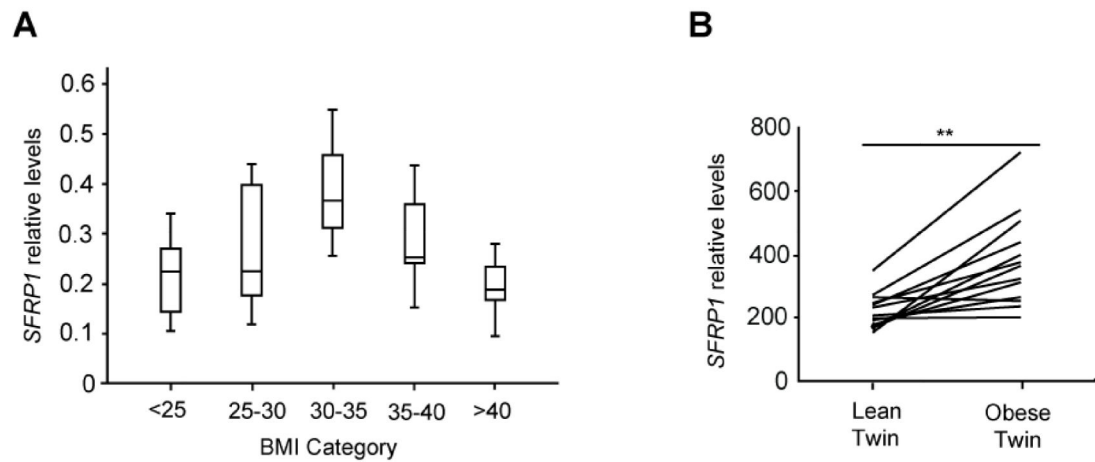 A
SFRP1 relative levels
0.6
0.5
0.4
0.3
0.2
0.1
0
<25
25-30
30-35
35-40
>40
BMI Category
B
SFRP1 relative levels
800
600
400
200
0
**
Lean
Twin
Obese
Twin